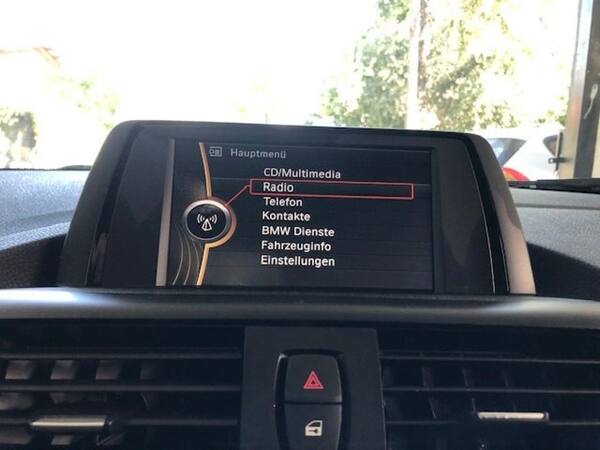 Hauptmenü
CD/Multimedia
Radio
Telefon
Kontakte
BMW Dienste
Fahrzeuginfo
Einstellungen